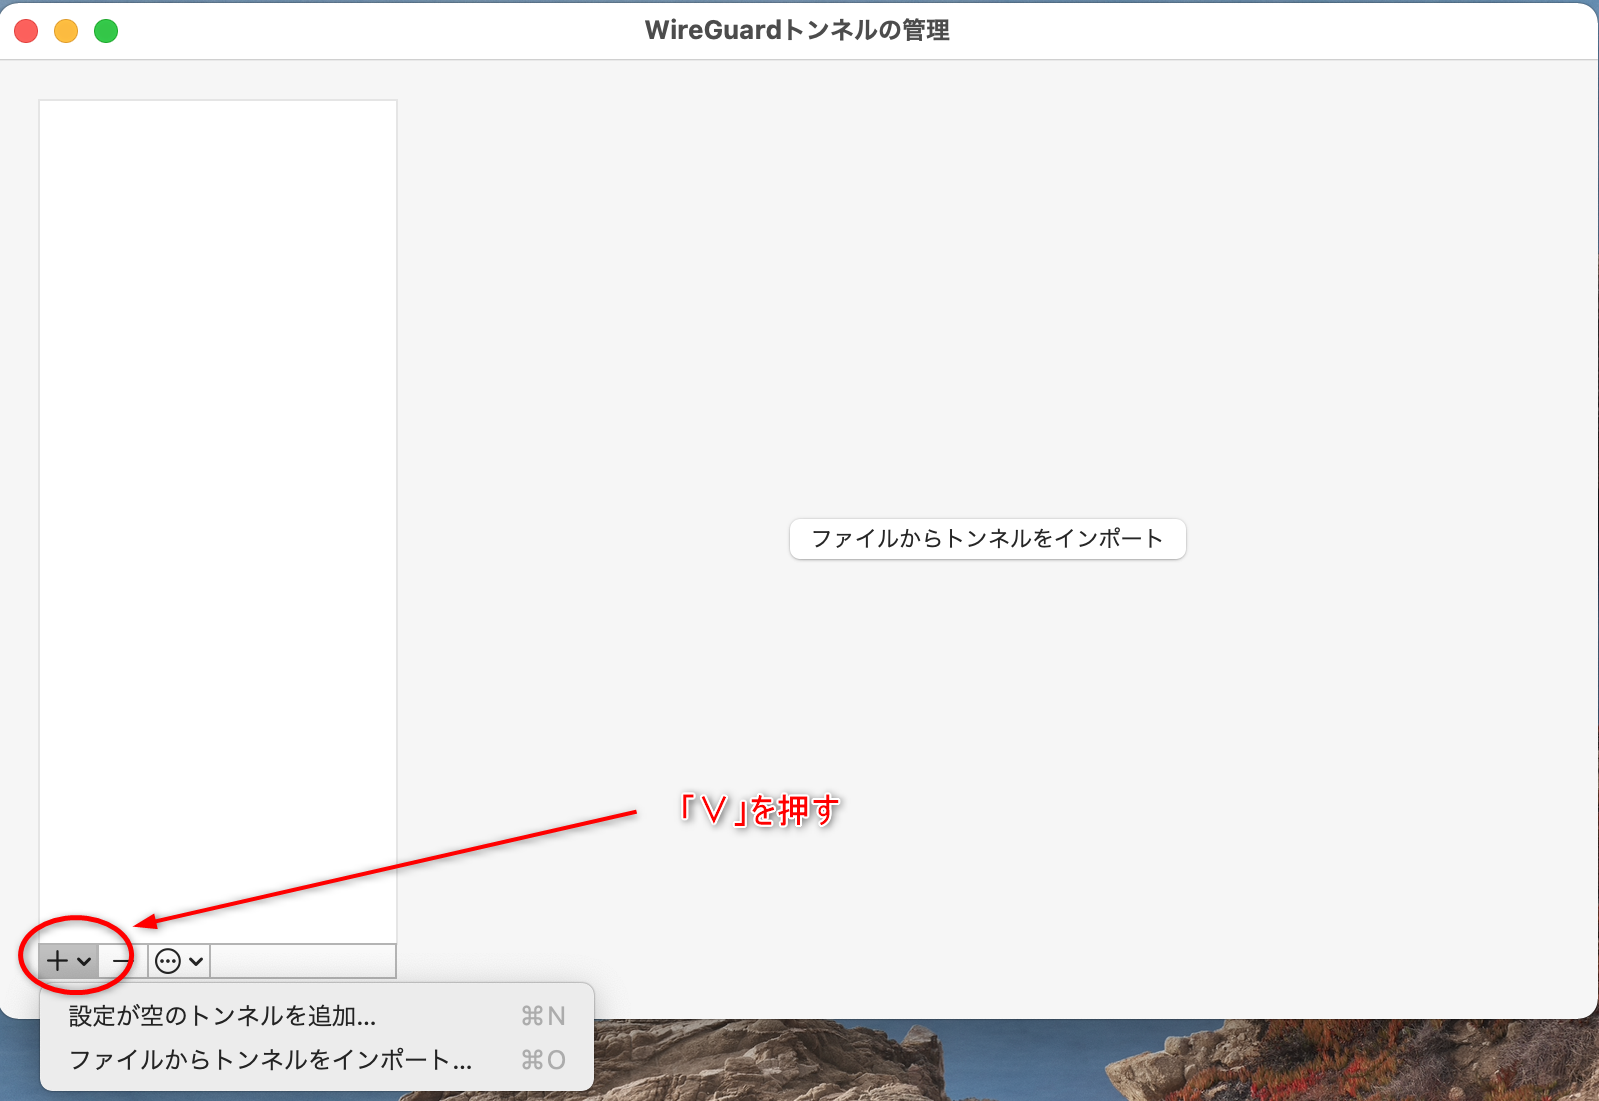 WireGuardトンネルの管理
ファイルからトンネルをインポート
「∨」を押す
設定が空のトンネルを追加... ⌘N
ファイルからトンネルをインポート... ⌘O